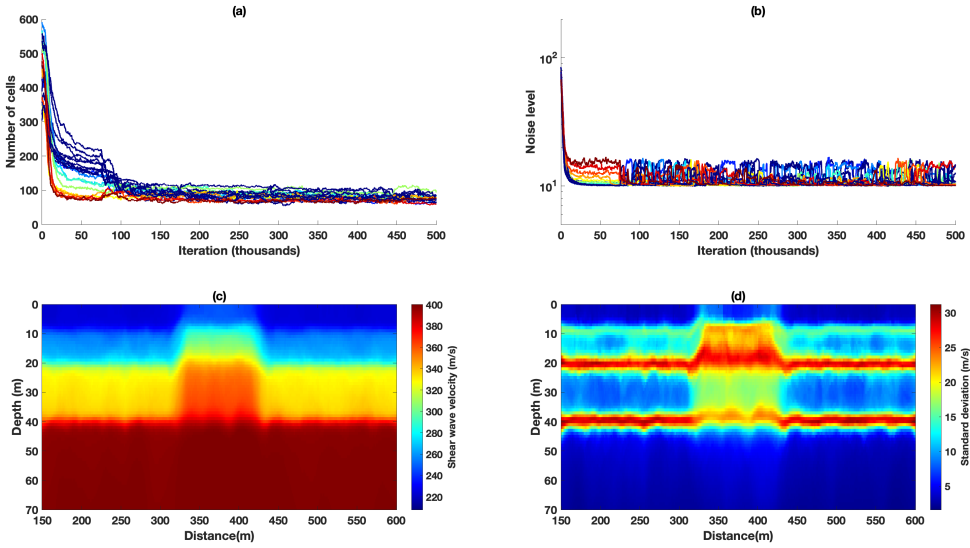 (a)
Number of cells
600
500
400
300
200
100
0
0 50 100 150 200 250 300 350 400 450 500
Iteration (thousands)
(b)
Noise level
10²
10¹
0 50 100 150 200 250 300 350 400 450 500
Iteration (thousands)
(c)
Depth (m)
0
10
20
30
40
50
60
70
150 200 250 300 350 400 450 500 550 600
Distance(m)
400
380
360
340
320
300
280
260
240
220
Shear wave velocity (m/s)
(d)
Depth (m)
0
10
20
30
40
50
60
70
150 200 250 300 350 400 450 500 550 600
Distance(m)
30
25
20
15
10
5
Standard deviation (m/s)